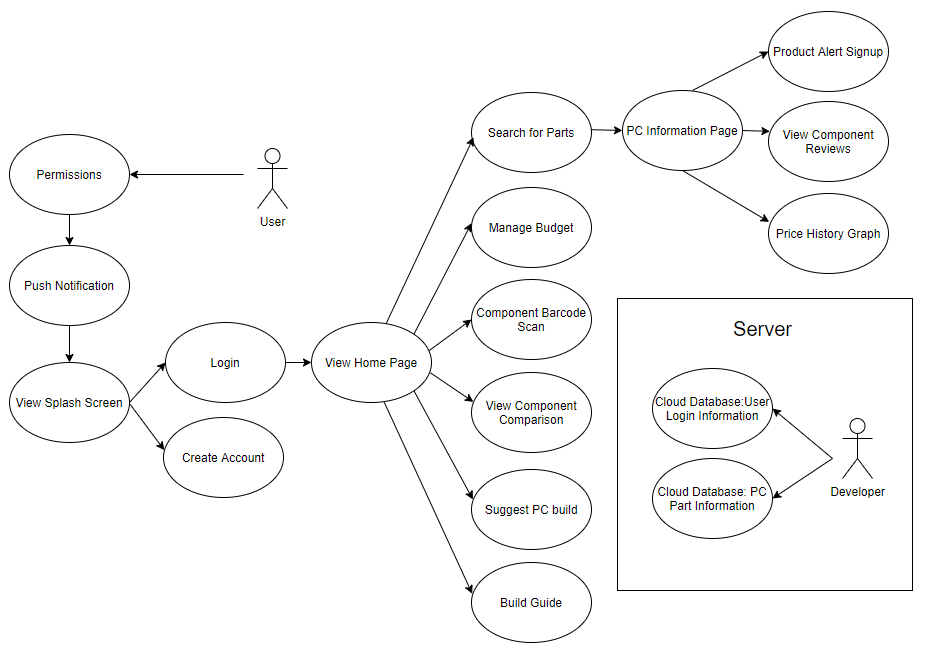 Product Alert Signup
Search for Parts
PC Information Page
View Component
Reviews
Permissions
User
Manage Budget
Price History Graph
Push Notification
Component Barcode
Scan
Server
Login
View Home Page
View Splash Screen
View Component
Comparison
Cloud Database:User
Login Information
Create Account
Developer
Cloud Database: PC
Part Information
Suggest PC build
Build Guide